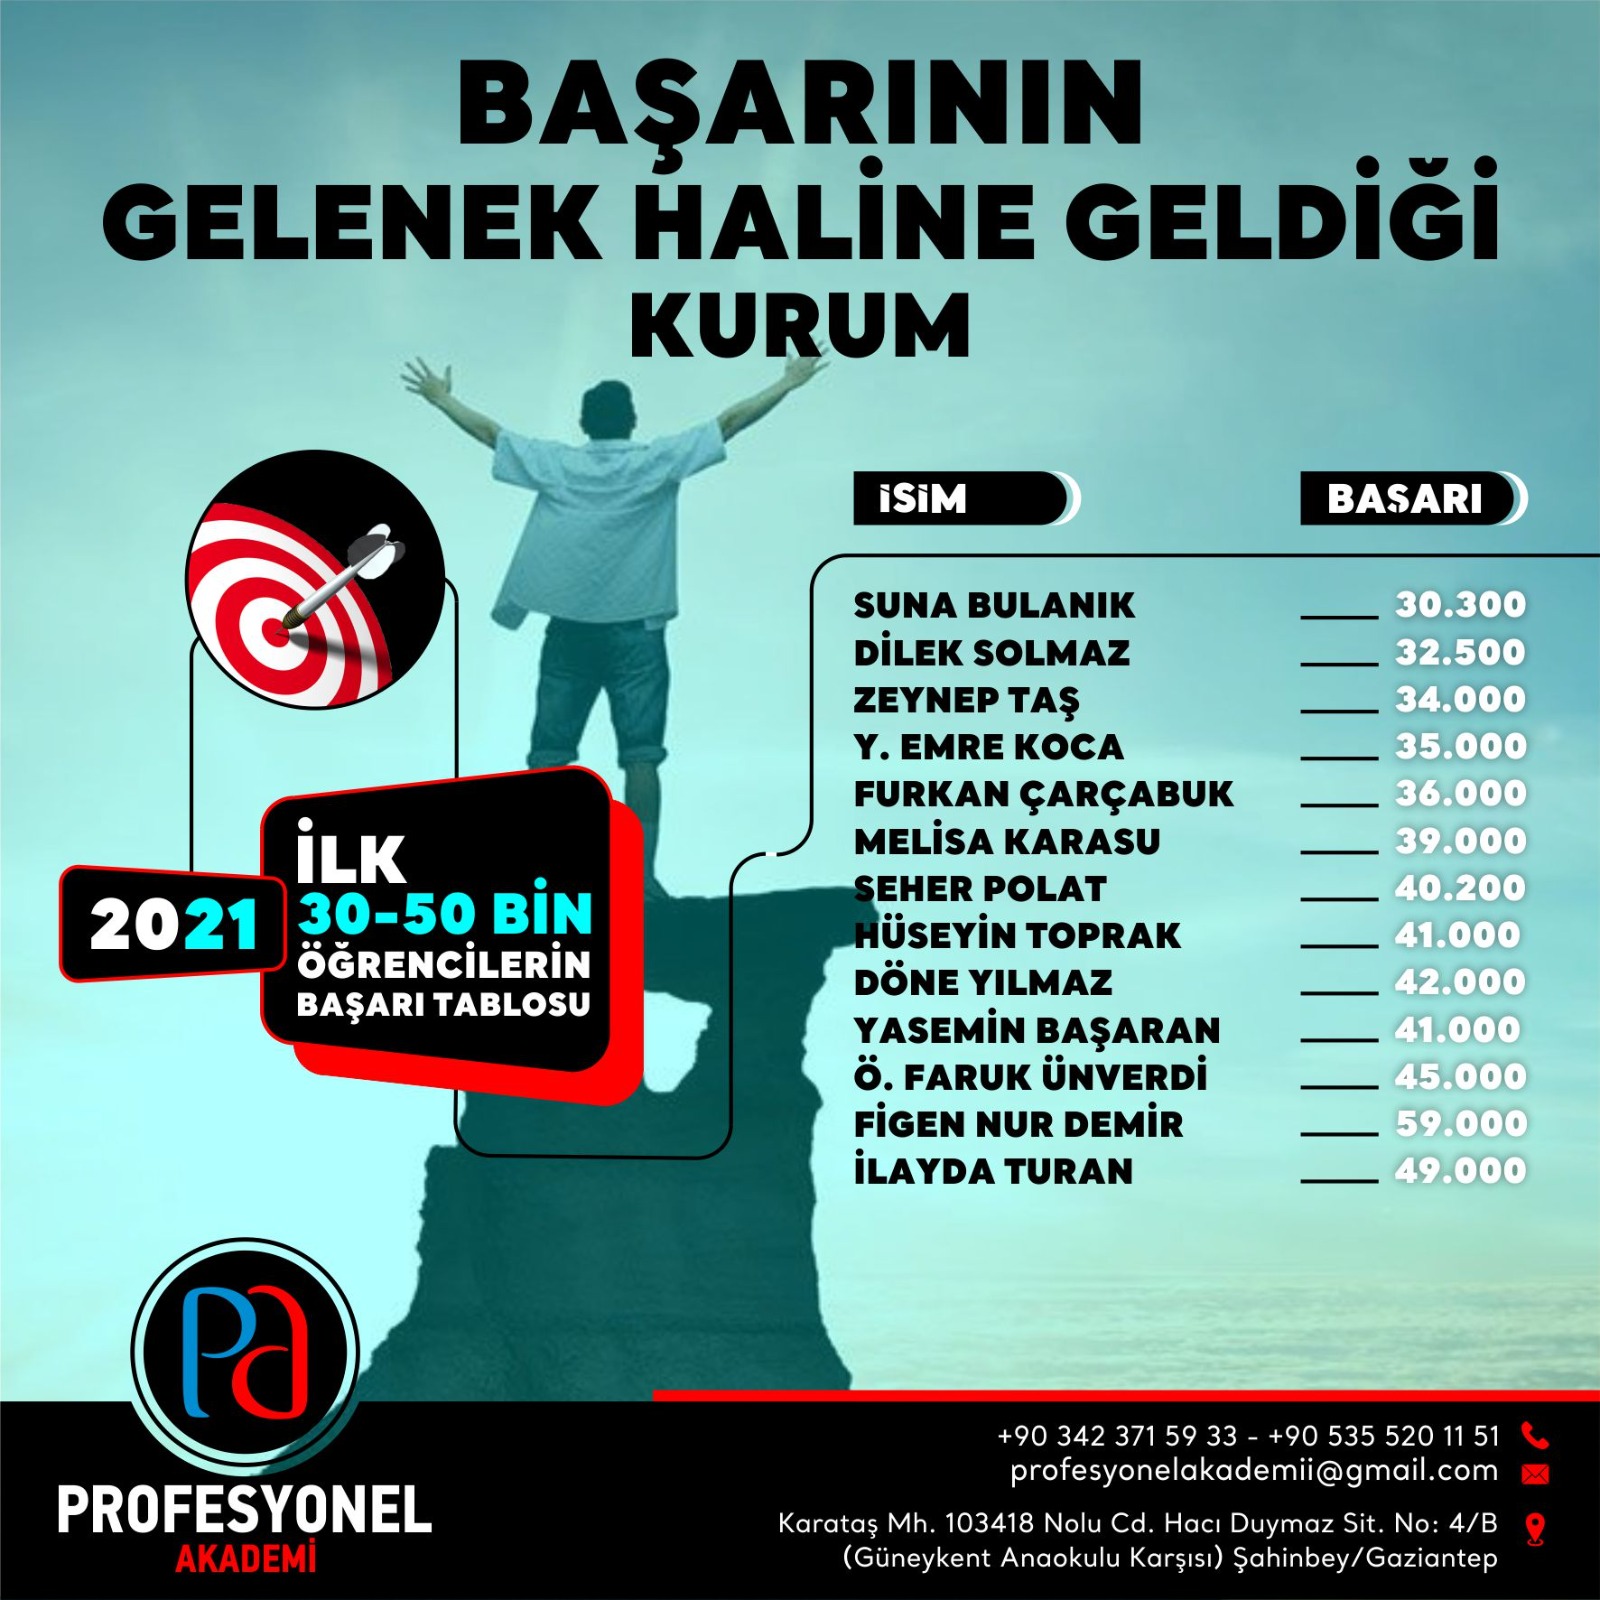 BAŞARININ
GELENEK HALİNE GELDİĞİ
KURUM
İSİM BAŞARI
SUNA BULANIK 30.300
DİLEK SOLMAZ 32.500
ZEYNEP TAŞ 34.000
Y. EMRE KOCA 35.000
FURKAN ÇARÇABUK 36.000
MELİSA KARASU 39.000
SEHER POLAT 40.200
HÜSEYİN TOPRAK 41.000
DÖNE YILMAZ 42.000
YASEMİN BAŞARAN 41.000
Ö. FARUK ÜNVERDİ 45.000
FİGEN NUR DEMİR 59.000
İLAYDA TURAN 49.000
2021
İLK
30-50 BİN
ÖĞRENCİLERİN
BAŞARI TABLOSU
pa
PROFESYONEL
AKADEMİ
+90 342 371 59 33 - +90 535 520 11 51
profesyonelakademii@gmail.com
Karataş Mh. 103418 Nolu Cd. Hacı Duymaz Sit. No: 4/B
(Güneykent Anaokulu Karşısı) Şahinbey/Gaziantep